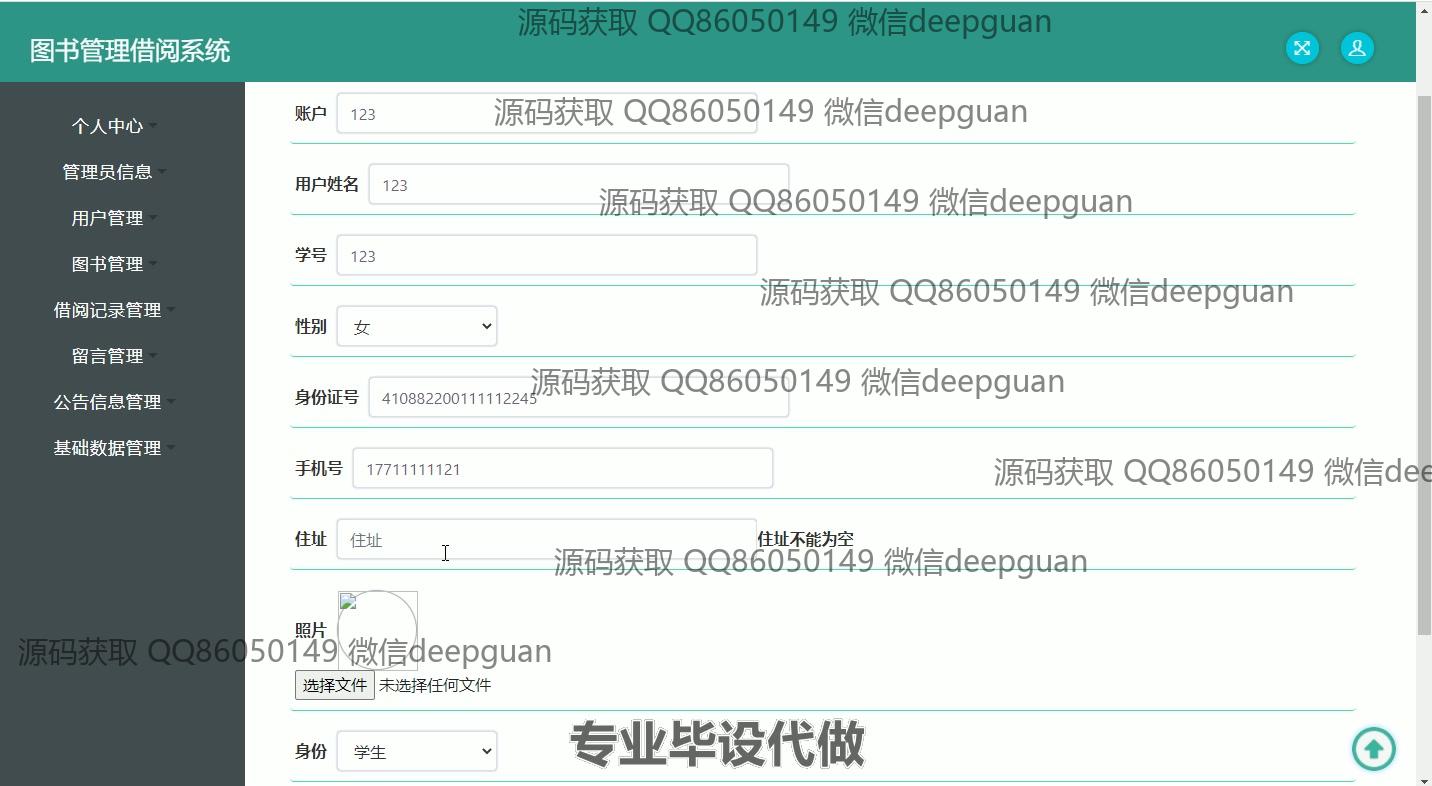 源码获取 QQ86050149 微信deepguan
图书管理借阅系统
个人中心
管理员信息
用户管理
图书管理
借阅记录管理
留言管理
公告信息管理
基础数据管理
账户 123
源码获取 QQ86050149 微信deepguan
用户姓名 123
源码获取 QQ86050149 微信deepguan
学号 123
源码获取 QQ86050149 微信deepguan
性别 女
源码获取 QQ86050149 微信deepguan
身份证号 410882200111112245
手机号 17711111121
源码获取 QQ86050149 微信dee
住址 住址 住址不能为空
源码获取 QQ86050149 微信deepguan
照片
源码获取 QQ86050149 微信deepguan
选择文件 未选择任何文件
专业毕设代做
身份 学生